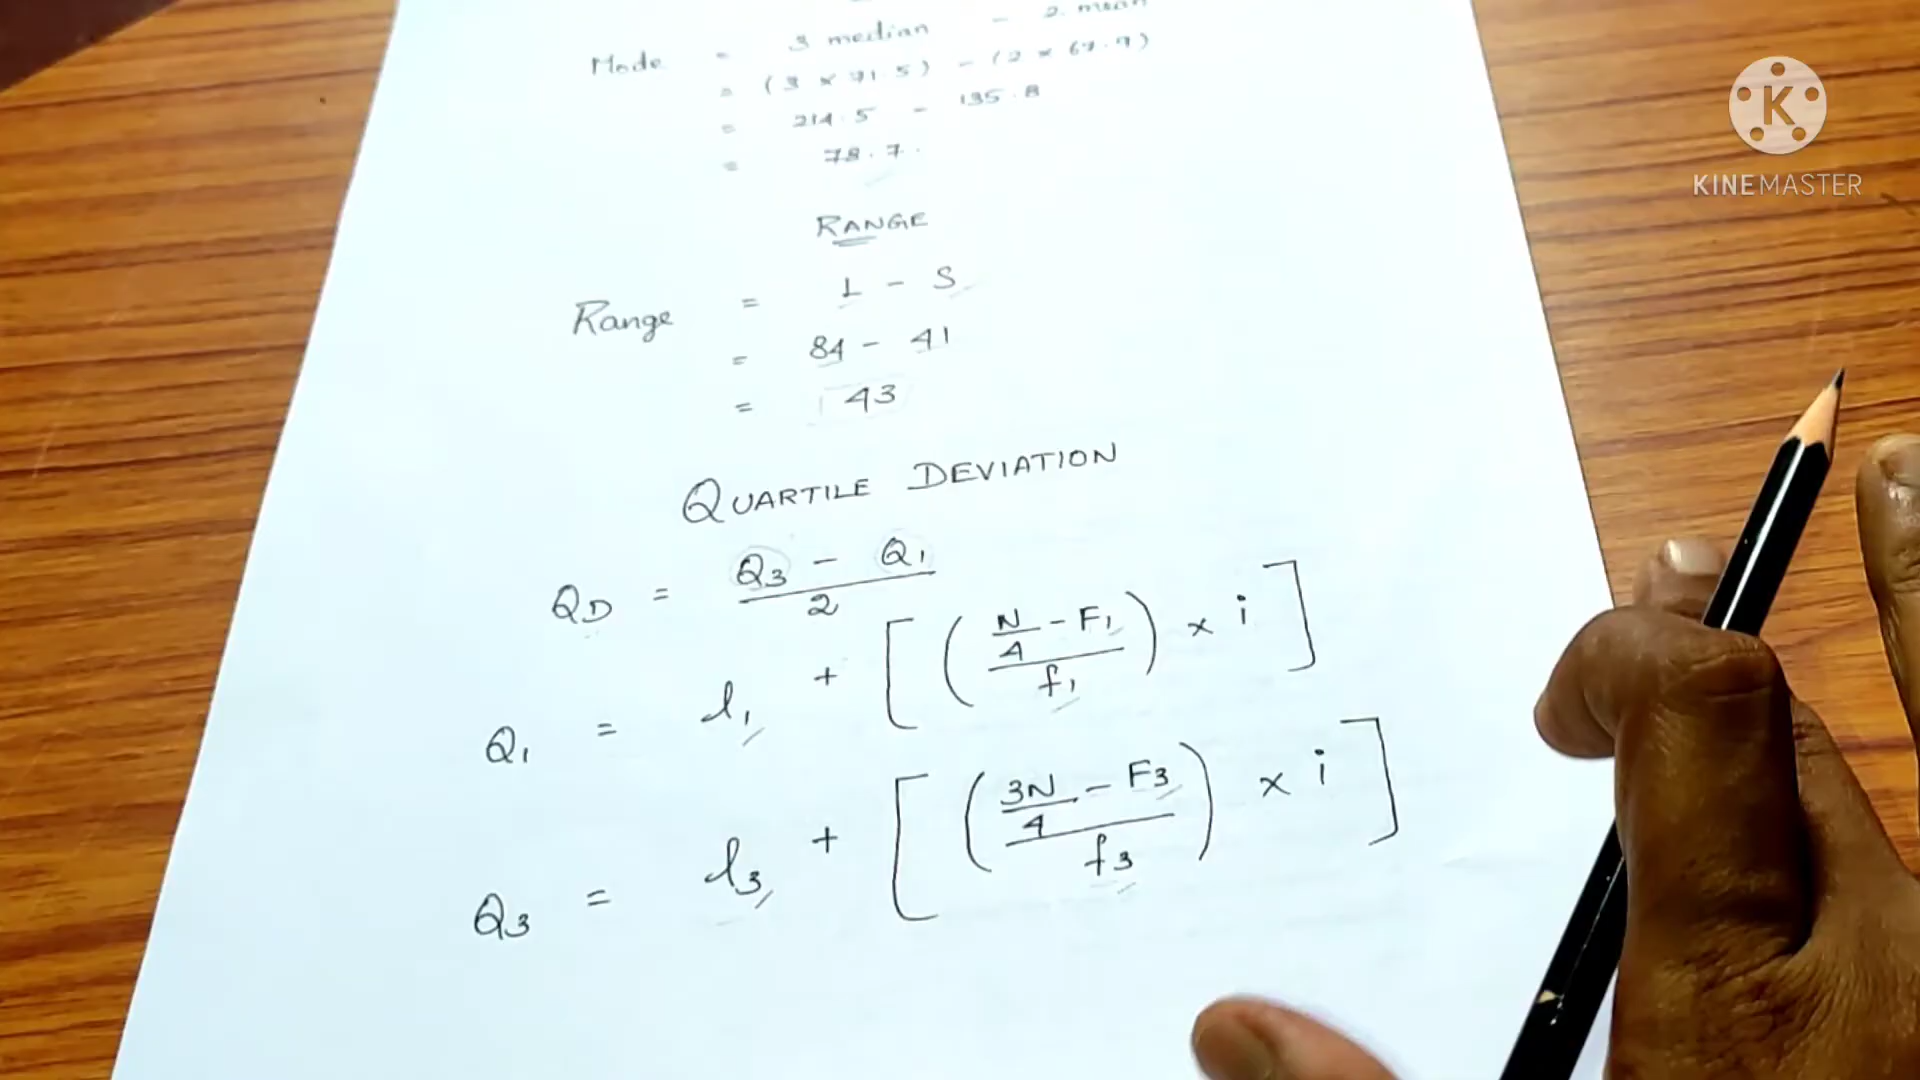 Mode = 3 median - 2 mean
= (3 × 71.5) - (2 × 67.9)
= 214.5 - 135.8
= 78.7.
RANGE
Range = L - S
= 84 - 41
= 43
QUARTILE DEVIATION
QD = Q3 - Q1 / 2
Q1 = l1 + [(N/4 - F1 / f1) × i]
Q3 = l3 + [(3N/4 - F3 / f3) × i]
K
KINEMASTER